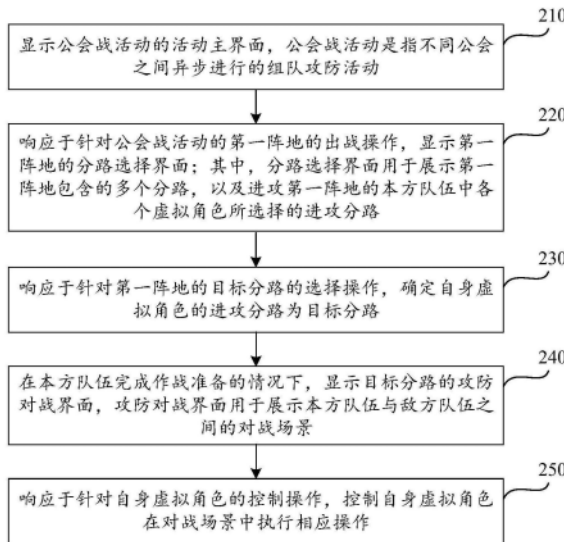 210
显示公会战活动的活动主界面，公会战活动是指不同公会
之间异步进行的组队攻防活动
220
响应于针对公会战活动的第一阵地的出战操作，显示第一
阵地的分路选择界面；其中，分路选择界面用于展示第一
阵地包含的多个分路，以及进攻第一阵地的本方队伍中各
个虚拟角色所选择的进攻分路
230
响应于针对第一阵地的目标分路的选择操作，确定自身虚
拟角色的进攻分路为目标分路
240
在本方队伍完成作战准备的情况下，显示目标分路的攻防
对战界面，攻防对战界面用于展示本方队伍与敌方队伍之
间的对战场景
250
响应于针对自身虚拟角色的控制操作，控制自身虚拟角色
在对战场景中执行相应操作